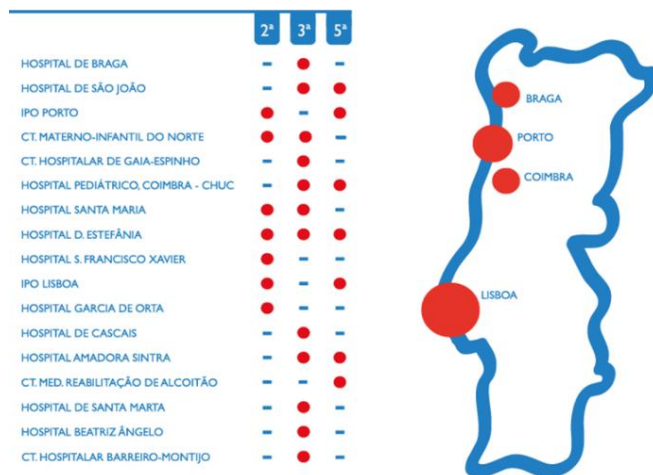 2ª 3ª 5ª
HOSPITAL DE BRAGA - ● -
HOSPITAL DE SÃO JOÃO - ● ●
IPO PORTO ● - ●
CT. MATERNO-INFANTIL DO NORTE ● ● -
CT. HOSPITALAR DE GAIA-ESPINHO - ● -
HOSPITAL PEDIÁTRICO, COIMBRA - CHUC - ● ●
HOSPITAL SANTA MARIA ● ● -
HOSPITAL D. ESTEFÂNIA ● ● ●
HOSPITAL S. FRANCISCO XAVIER ● - -
IPO LISBOA ● - ●
HOSPITAL GARCIA DE ORTA ● - -
HOSPITAL DE CASCAIS - ● -
HOSPITAL AMADORA SINTRA - ● ●
CT. MED. REABILITAÇÃO DE ALCOITÃO - - ●
HOSPITAL DE SANTA MARTA - ● -
HOSPITAL BEATRIZ ÂNGELO - ● -
CT. HOSPITALAR BARREIRO-MONTIJO - ● -
BRAGA
PORTO
COIMBRA
LISBOA